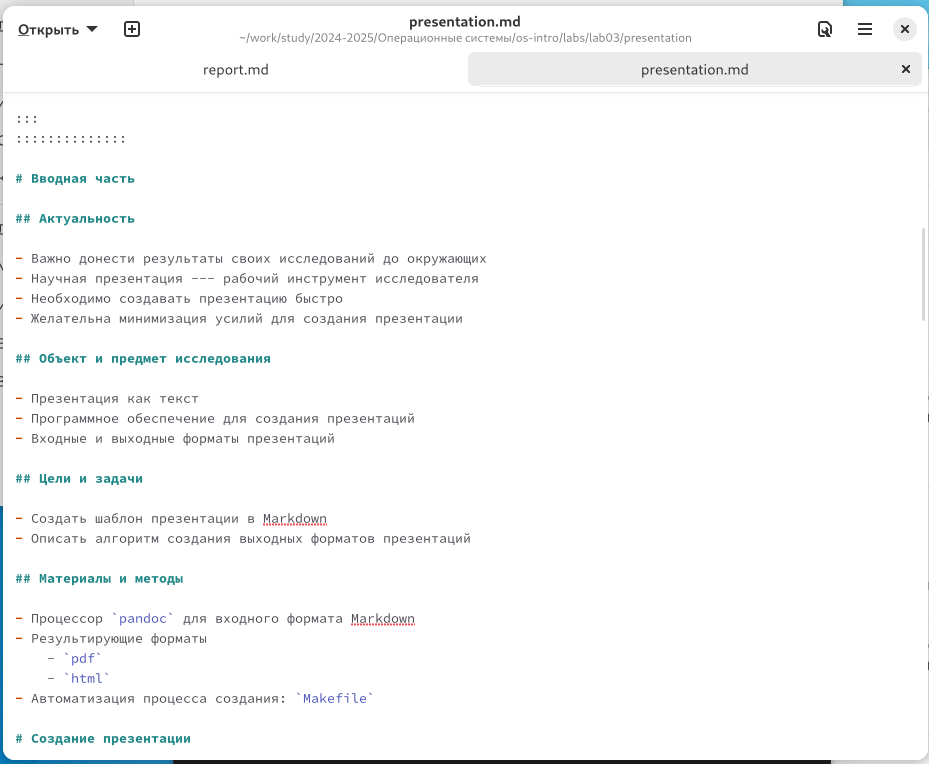 Открыть
presentation.md
~/work/study/2024-2025/Операционные системы/os-intro/labs/lab03/presentation
report.md
presentation.md
:::
::::::::::::::
# Вводная часть
## Актуальность
- Важно донести результаты своих исследований до окружающих
- Научная презентация --- рабочий инструмент исследователя
- Необходимо создавать презентацию быстро
- Желательна минимизация усилий для создания презентации
## Объект и предмет исследования
- Презентация как текст
- Программное обеспечение для создания презентаций
- Входные и выходные форматы презентаций
## Цели и задачи
- Создать шаблон презентации в Markdown
- Описать алгоритм создания выходных форматов презентаций
## Материалы и методы
- Процессор `pandoc` для входного формата Markdown
- Результирующие форматы
    - `pdf`
    - `html`
- Автоматизация процесса создания: `Makefile`
# Создание презентации